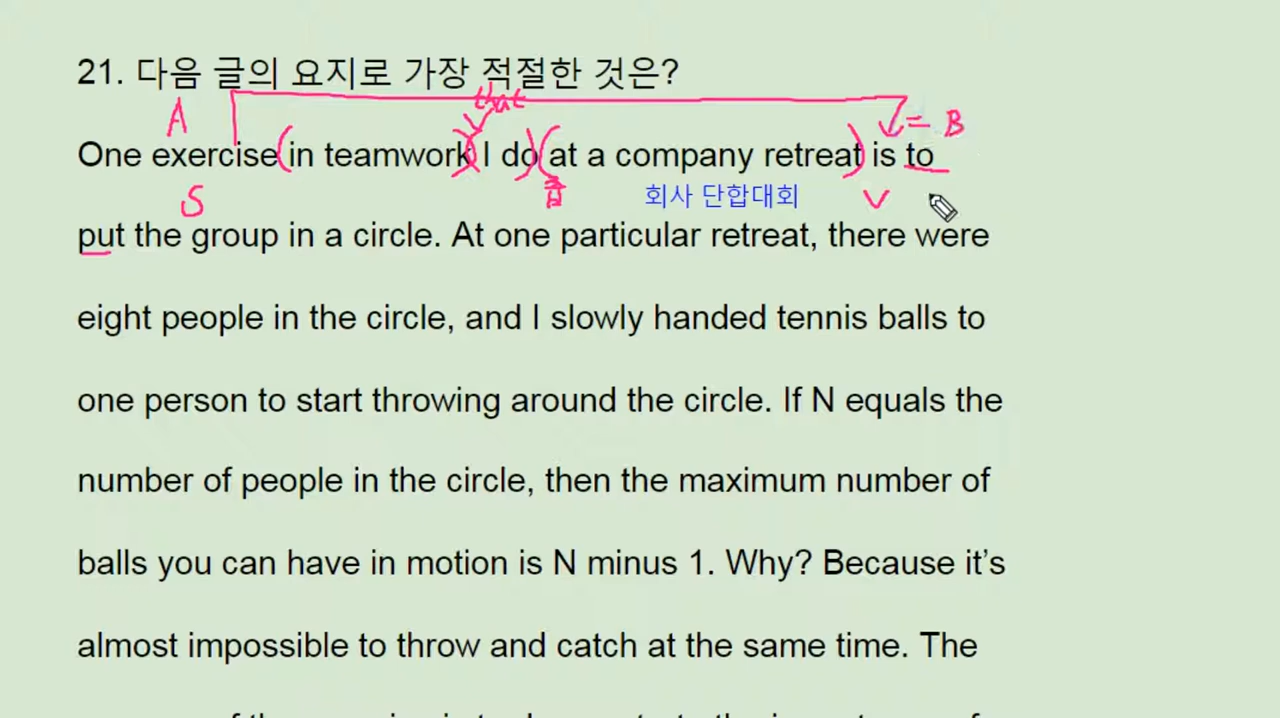 21. 다음 글의 요지로 가장 적절한 것은?
A that = B
One exercise in teamwork I do at a company retreat is to
S 회사 단합대회 V
put the group in a circle. At one particular retreat, there were
eight people in the circle, and I slowly handed tennis balls to
one person to start throwing around the circle. If N equals the
number of people in the circle, then the maximum number of
balls you can have in motion is N minus 1. Why? Because it’s
almost impossible to throw and catch at the same time. The